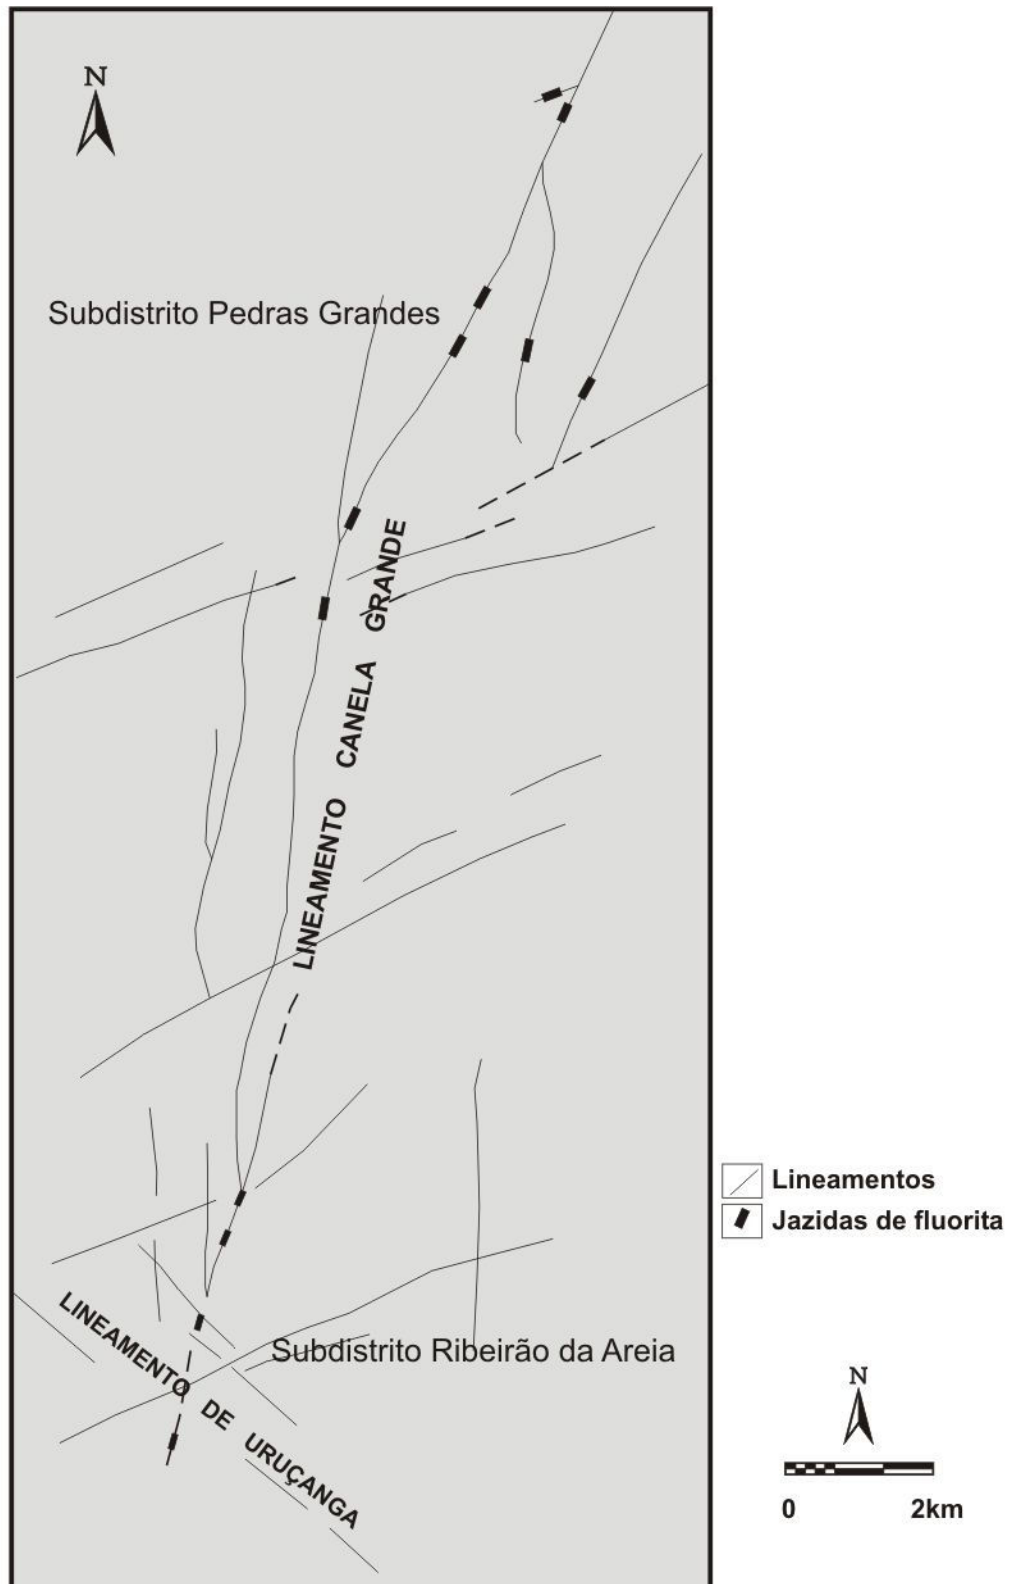 N
Subdistrito Pedras Grandes
LINEAMENTO CANELA GRANDE
Lineamentos
Jazidas de fluorita
LINEAMENTO DE URUÇANGA
Subdistrito Ribeirão da Areia
N
0 2km